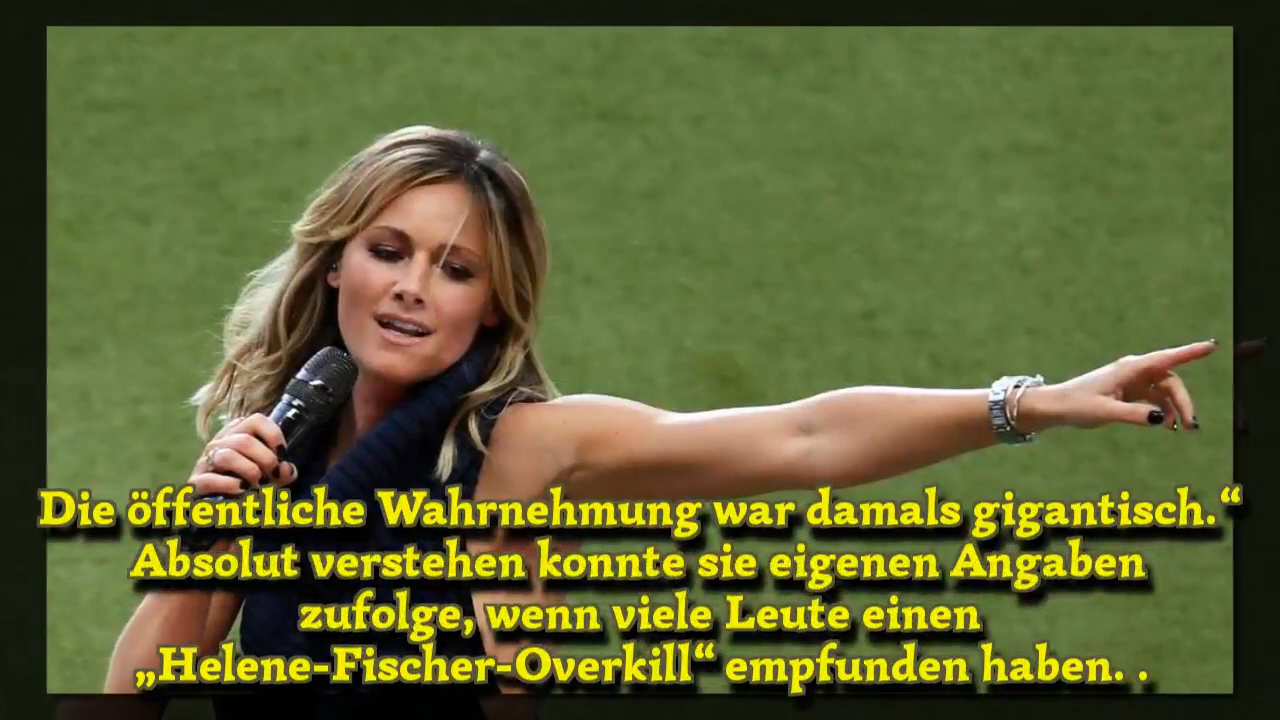 Die öffentliche Wahrnehmung war damals gigantisch.“
Absolut verstehen konnte sie eigenen Angaben
zufolge, wenn viele Leute einen
„Helene-Fischer-Overkill“ empfunden haben. .